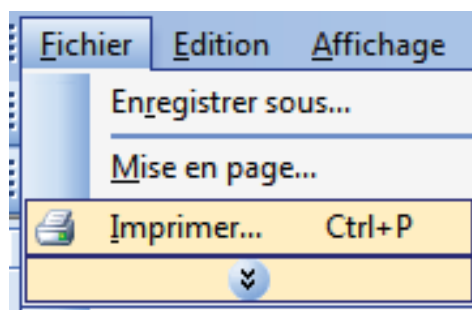 Fichier Edition Affichage
Enregistrer sous...
Mise en page...
Imprimer... Ctrl+P